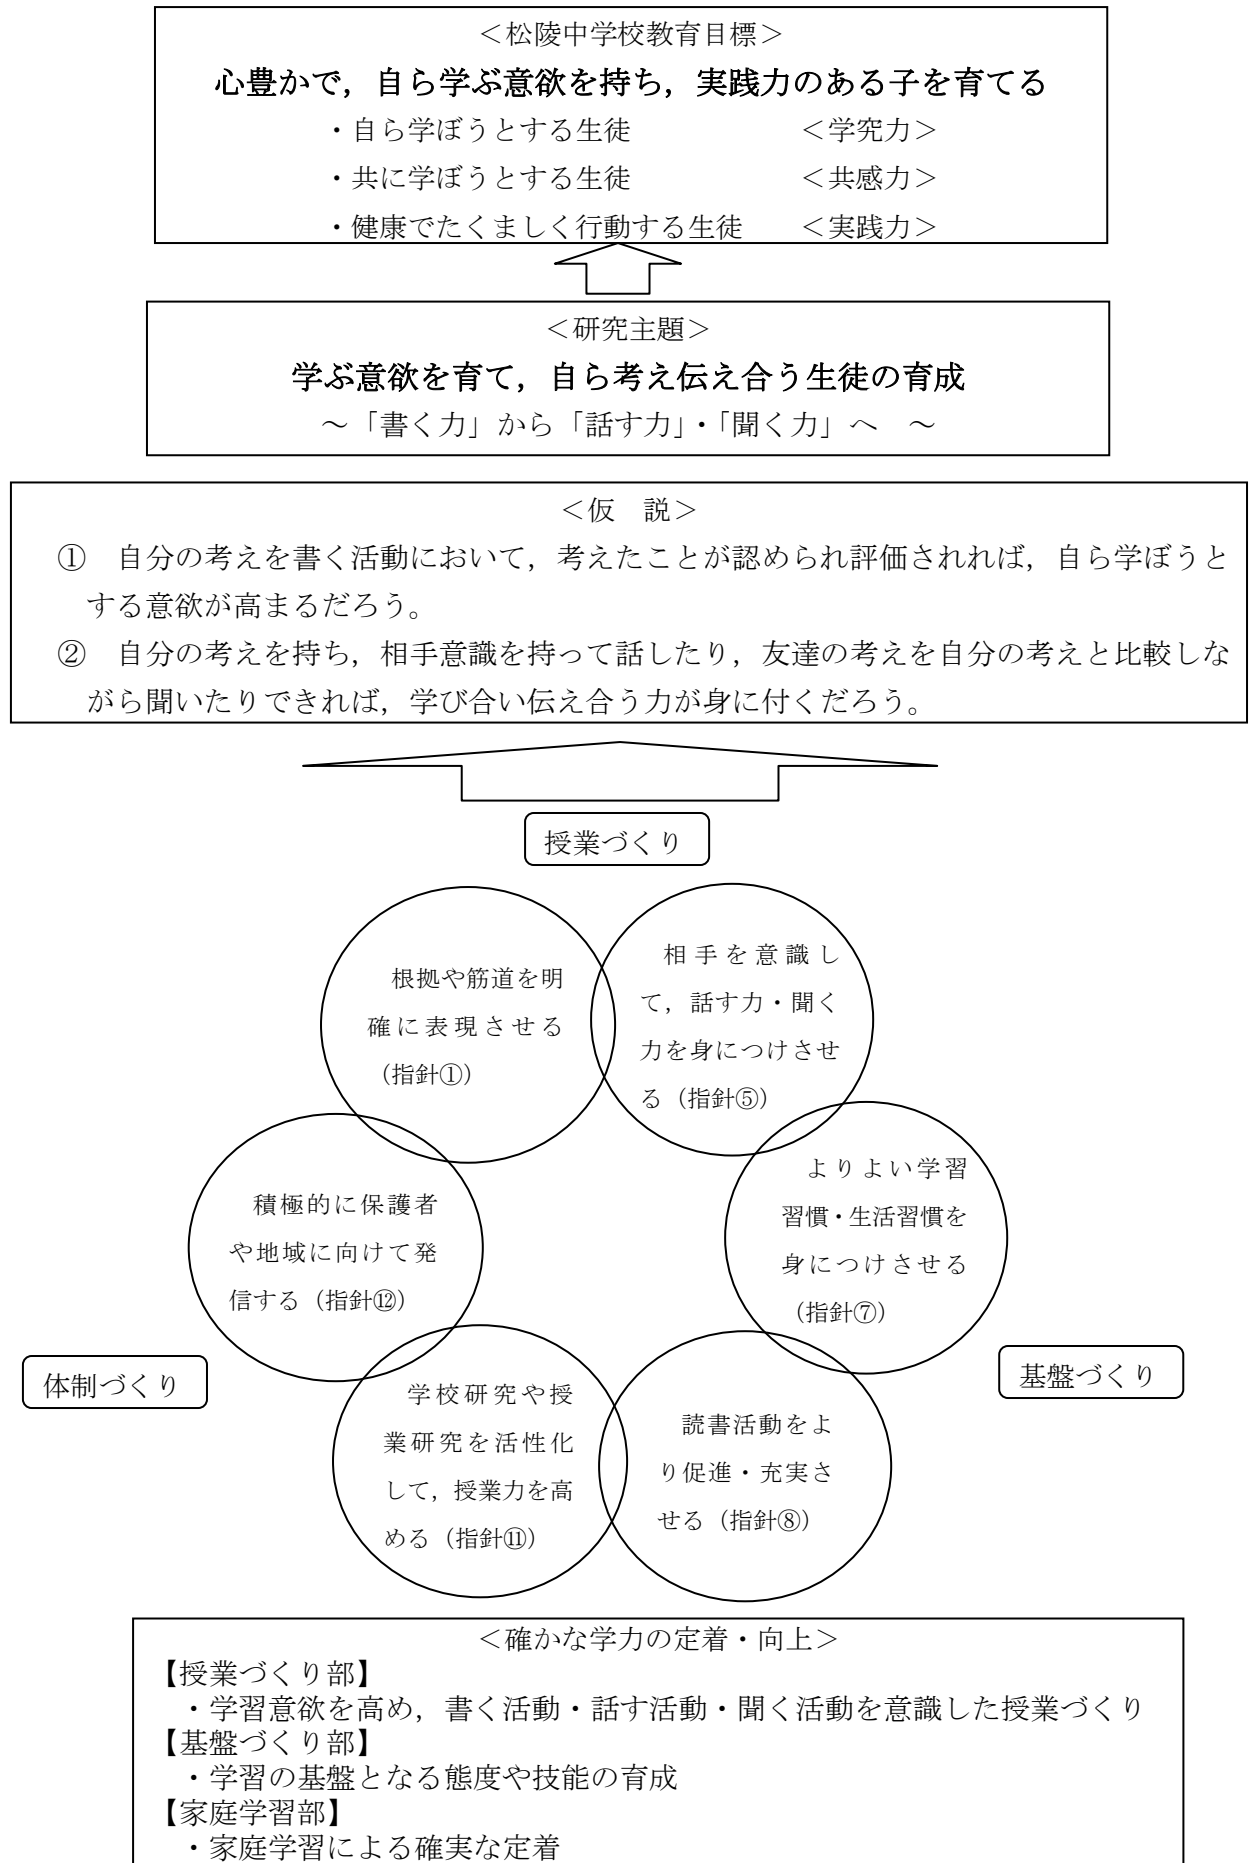 ＜松陵中学校教育目標＞
心豊かで，自ら学ぶ意欲を持ち，実践力のある子を育てる
・自ら学ぼうとする生徒　＜学究力＞
・共に学ぼうとする生徒　＜共感力＞
・健康でたくましく行動する生徒　＜実践力＞
＜研究主題＞
学ぶ意欲を育て，自ら考え伝え合う生徒の育成
～「書く力」から「話す力」・「聞く力」へ　～
＜仮　説＞
①　自分の考えを書く活動において，考えたことが認められ評価されれば，自ら学ぼうと
する意欲が高まるだろう。
②　自分の考えを持ち，相手意識を持って話したり，友達の考えを自分の考えと比較しな
がら聞いたりできれば，学び合い伝え合う力が身に付くだろう。
授業づくり
根拠や筋道を明
確に表現させる
（指針①）
相手を意識し
て，話す力・聞く
力を身につけさせ
る（指針⑤）
積極的に保護者
や地域に向けて発
信する（指針⑫）
よりよい学習
習慣・生活習慣を
身につけさせる
（指針⑦）
体制づくり
基盤づくり
学校研究や授
業研究を活性化
して，授業力を高
める（指針⑪）
読書活動をよ
り促進・充実さ
せる（指針⑧）
＜確かな学力の定着・向上＞
【授業づくり部】
・学習意欲を高め，書く活動・話す活動・聞く活動を意識した授業づくり
【基盤づくり部】
・学習の基盤となる態度や技能の育成
【家庭学習部】
・家庭学習による確実な定着